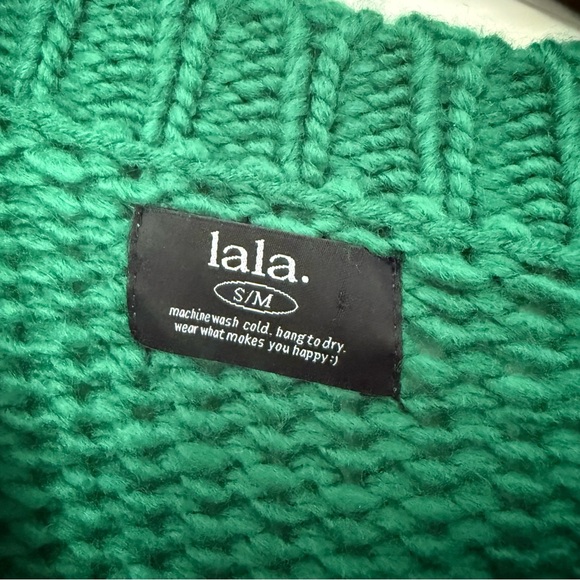 lala.
S/M
machine wash cold. hang to dry.
wear what makes you happy :)